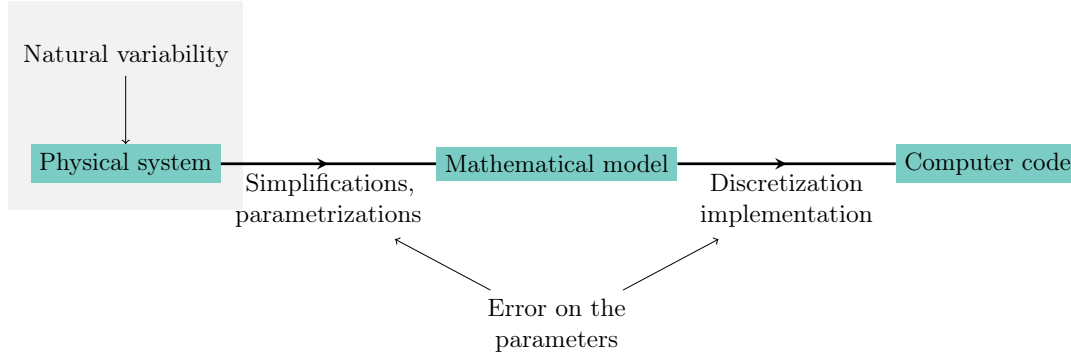 Natural variability
Physical system
Simplifications,
parametrizations
Mathematical model
Discretization
implementation
Computer code
Error on the
parameters